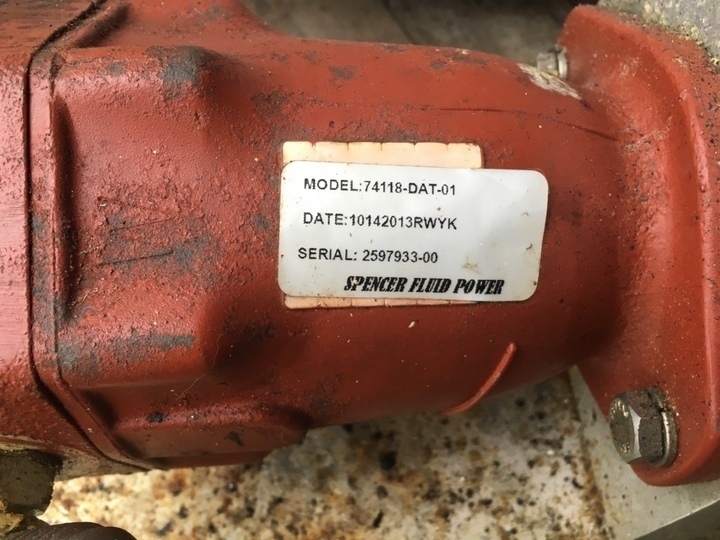 MODEL:74118-DAT-01
DATE:10142013RWYK
SERIAL: 2597933-00
SPENCER FLUID POWER